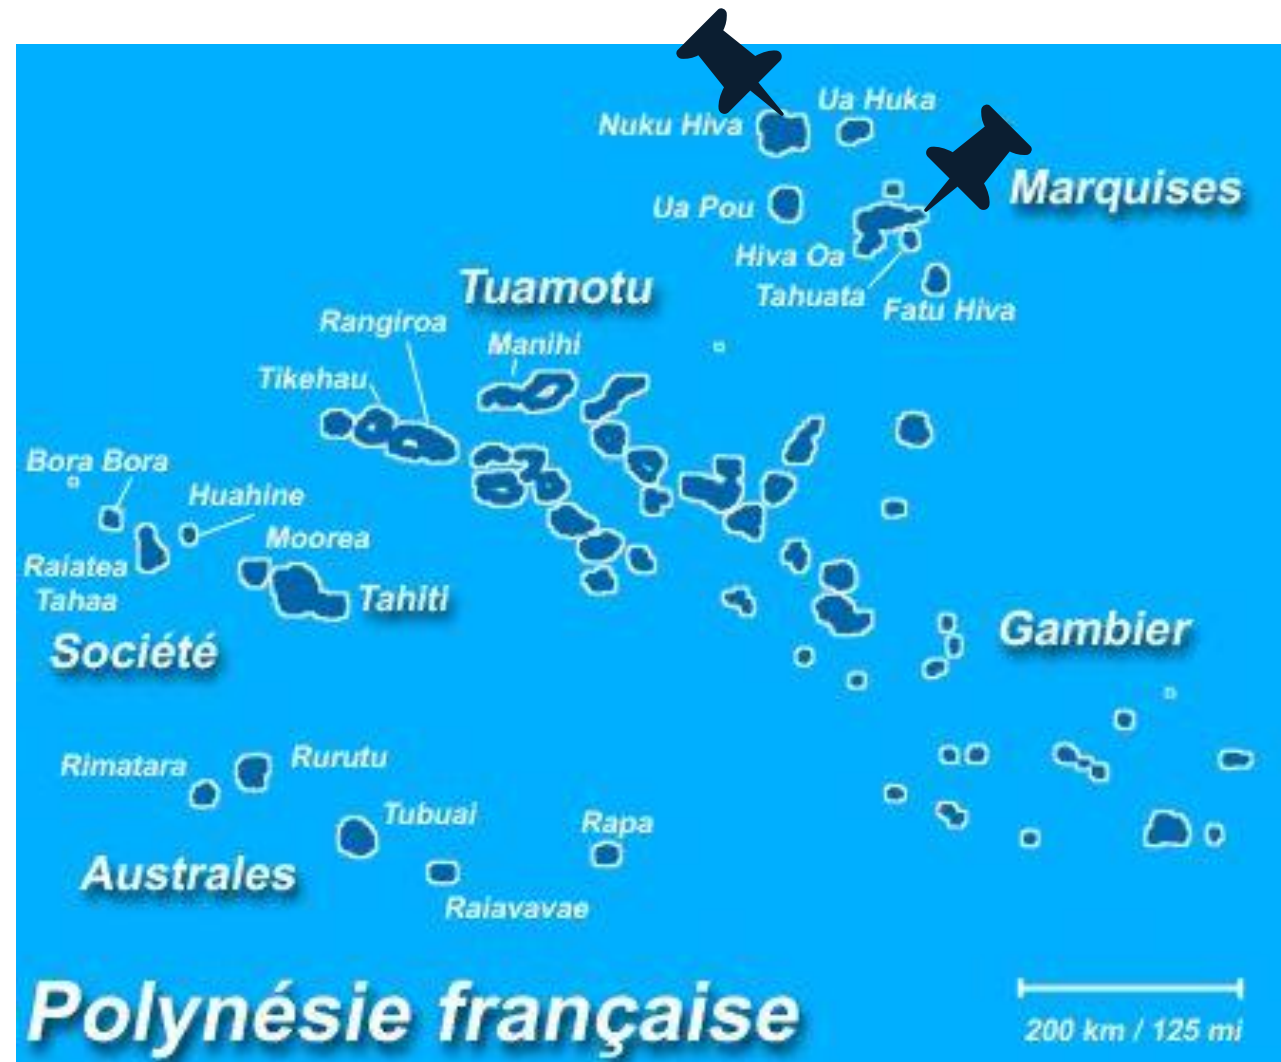 Ua Huka
Nuku Hiva
Marquises
Ua Pou
Hiva Oa
Tahuata
Fatu Hiva
Tuamotu
Rangiroa
Manihi
Tikehau
Bora Bora
Huahine
Moorea
Raiatea
Tahaa
Tahiti
Société
Gambier
Rimatara
Rurutu
Tubuai
Rapa
Australes
Raiavavae
Polynésie française
200 km / 125 mi